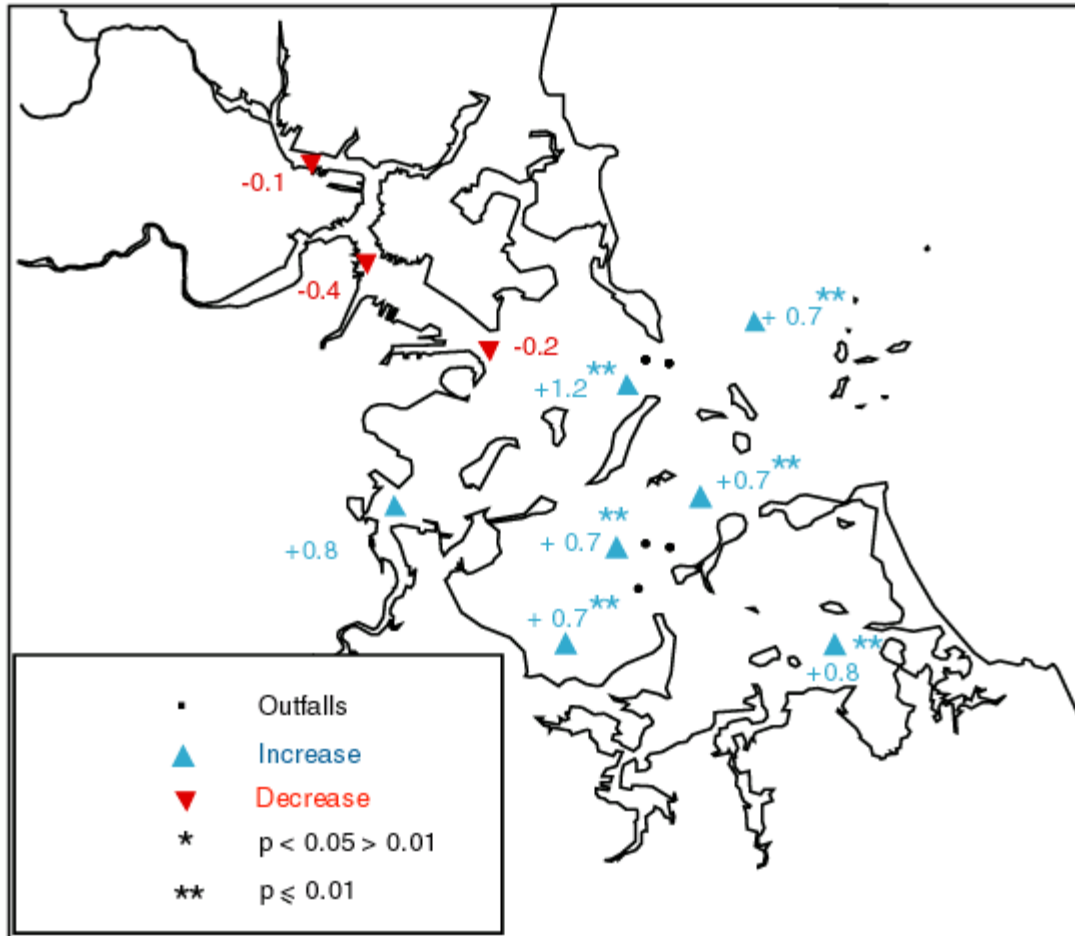 -0.1
-0.4
-0.2
+ 0.7 **
+1.2 **
+0.7 **
**
+ 0.7
+0.8
+ 0.7 **
**
+0.8
Outfalls
Increase
Decrease
* p < 0.05 > 0.01
** p ⩽ 0.01